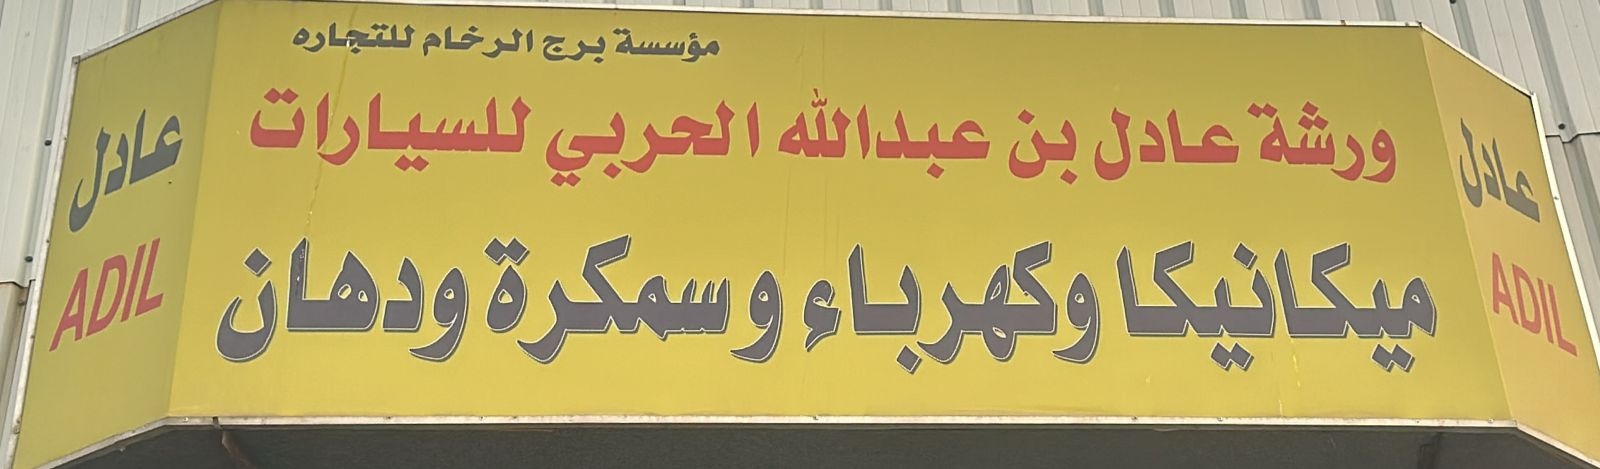 مؤسسة برج الرخام للتجاره
ورشة عادل بن عبدالله الحربي للسيارات
ميكانيكا وكهرباء وسمكرة ودهان
عادل
ADIL
عادل
ADIL